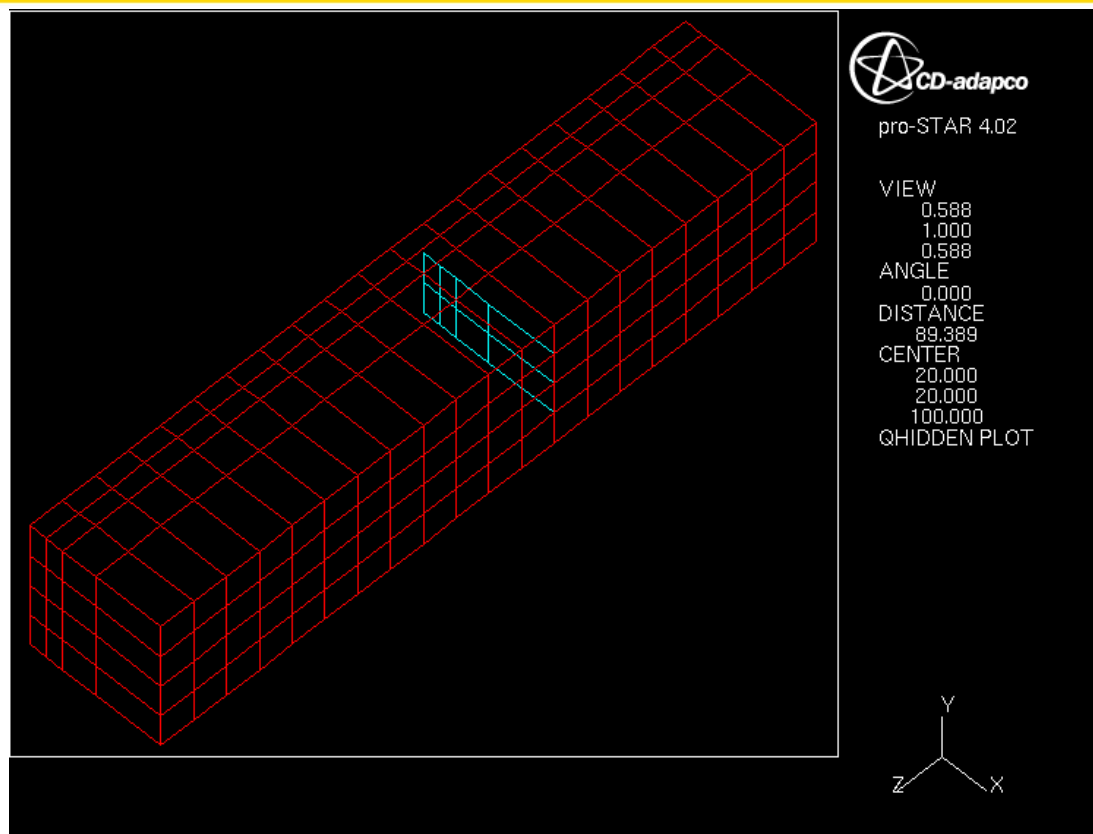 CD-adapco
pro-STAR 4.02
VIEW
0.588
1.000
0.588
ANGLE
0.000
DISTANCE
89.389
CENTER
20.000
20.000
100.000
QHIDDEN PLOT
Y
Z
X